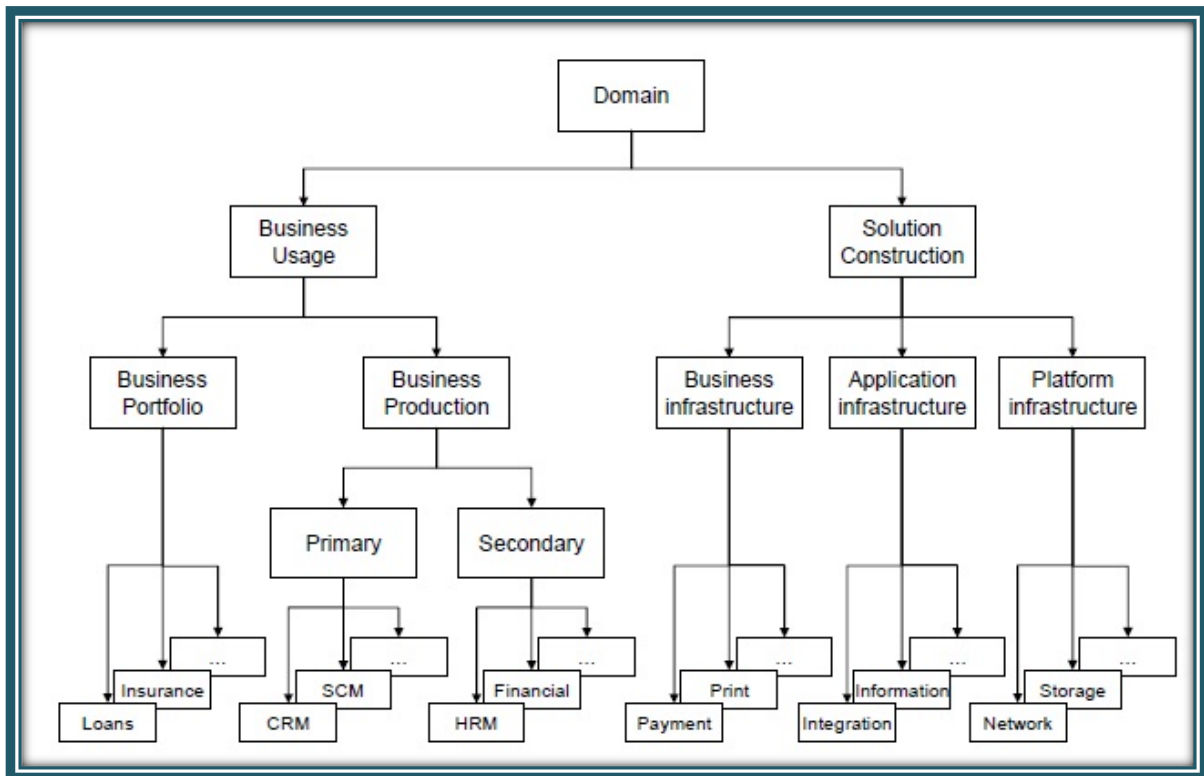 Domain
Business
Usage
Solution
Construction
Business
Portfolio
Business
Production
Business
infrastructure
Application
infrastructure
Platform
infrastructure
Primary
Secondary
...
...
...
...
...
...
Insurance
SCM
Financial
Print
Information
Storage
Loans
CRM
HRM
Payment
Integration
Network